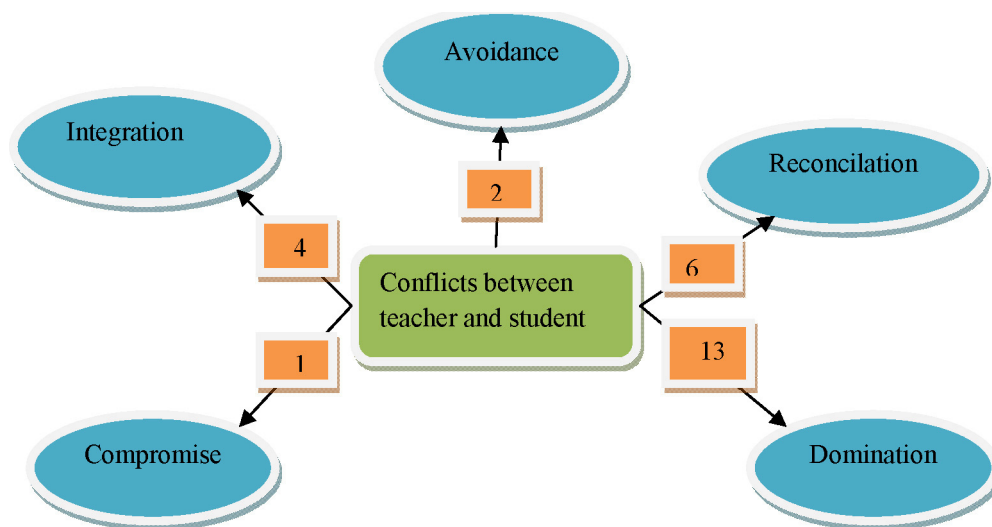 Avoidance
Integration
Reconcilation
2
4
6
Conflicts between
teacher and student
1
13
Compromise
Domination